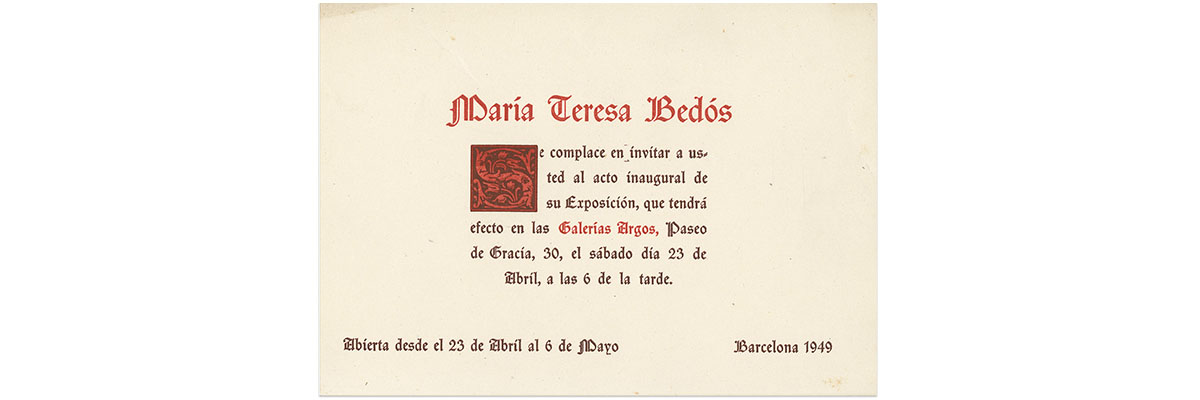 María Teresa Bedós
Se complace en invitar a us-
ted al acto inaugural de
su Exposición, que tendrá
efecto en las Galerías Argos, Paseo
de Gracia, 30, el sábado día 23 de
Abril, a las 6 de la tarde.
Abierta desde el 23 de Abril al 6 de Mayo
Barcelona 1949